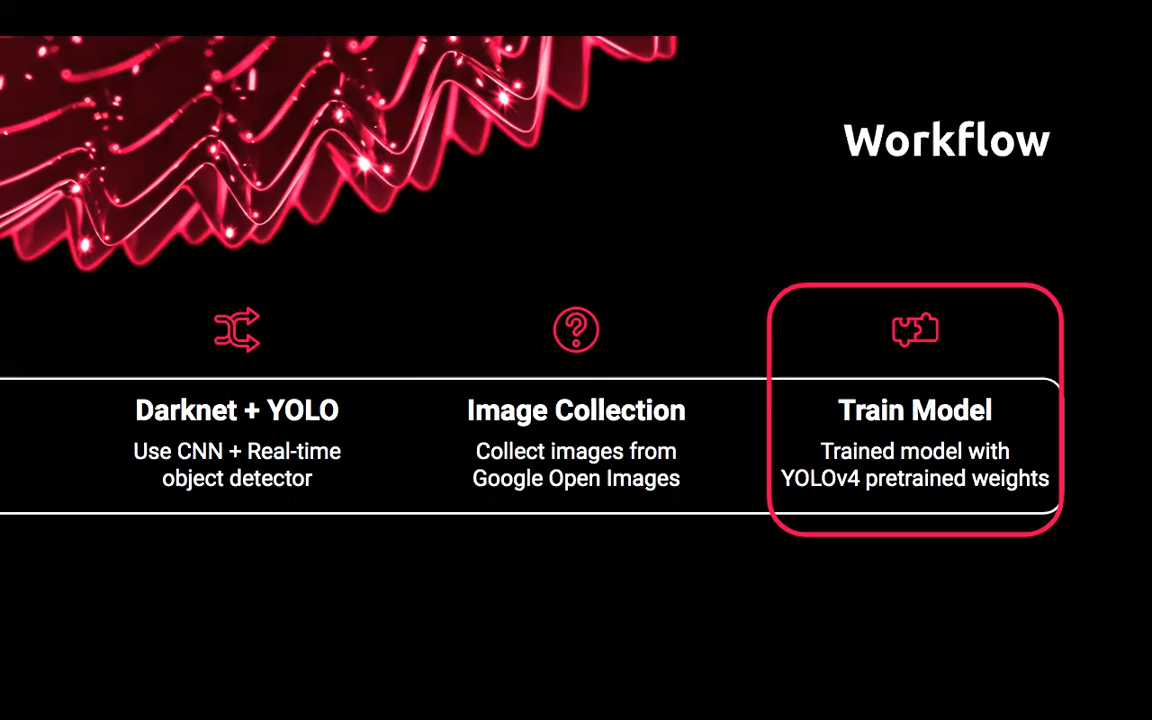 Workflow
Darknet + YOLO
Use CNN + Real-time
object detector
Image Collection
Collect images from
Google Open Images
Train Model
Trained model with
YOLOv4 pretrained weights